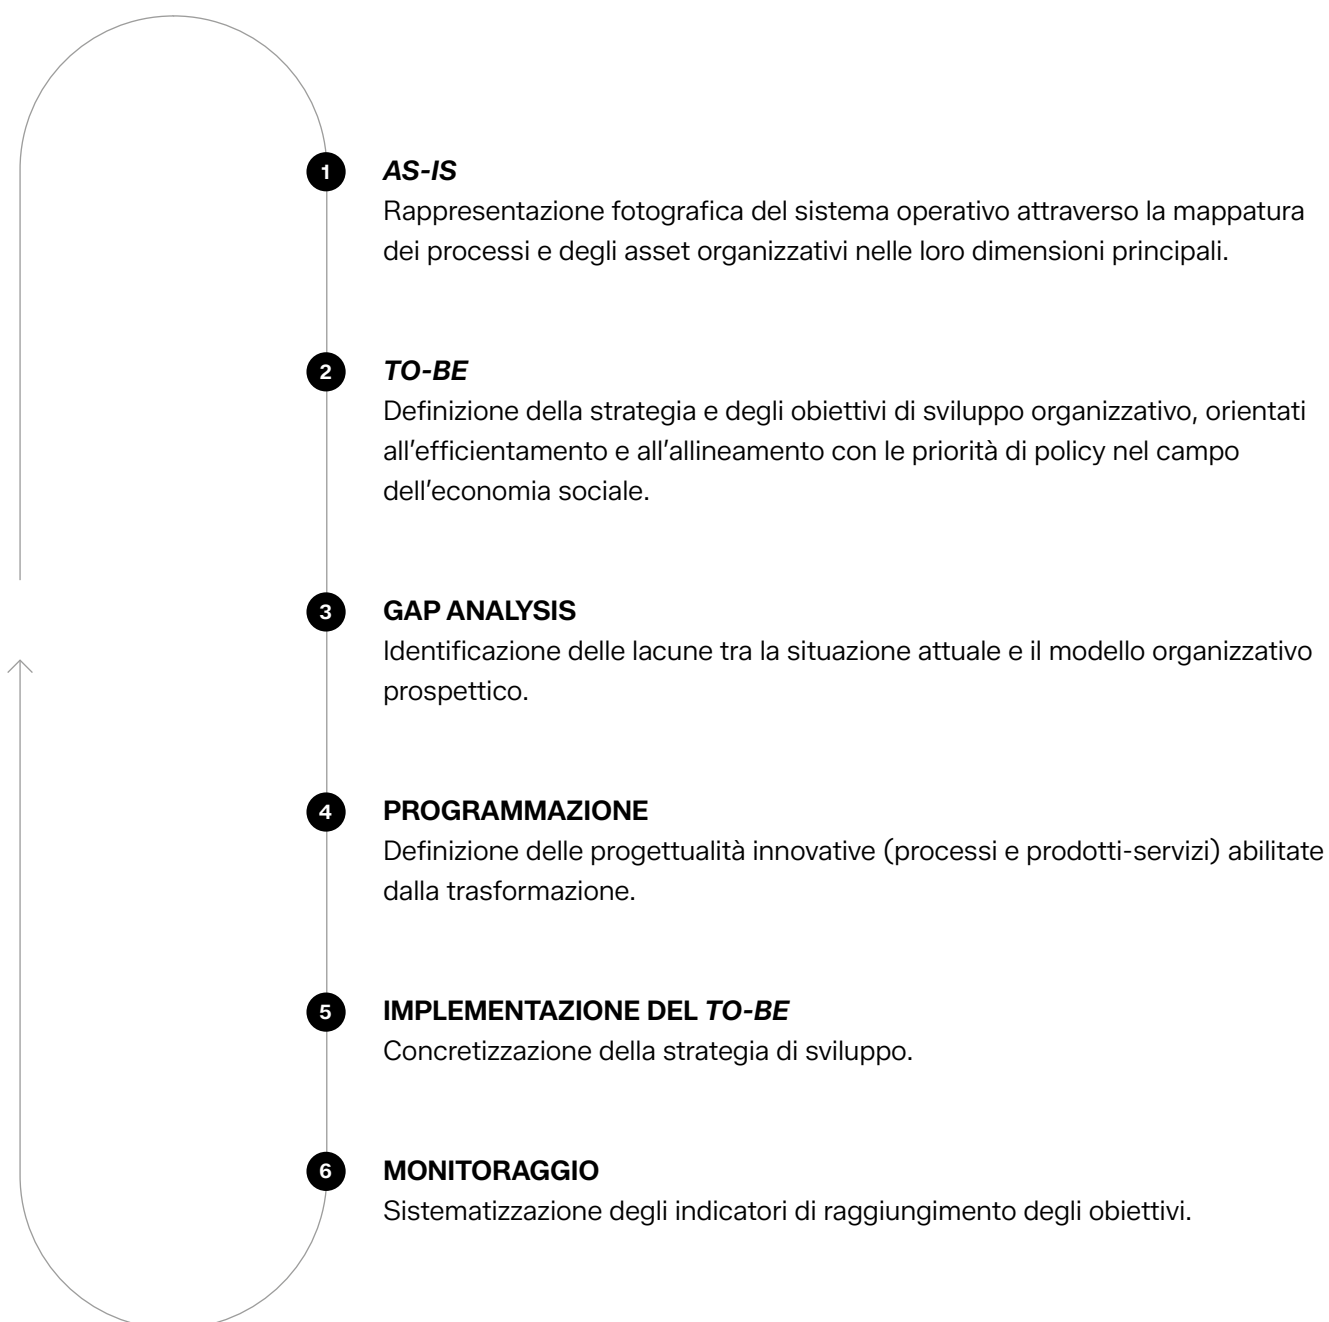 1
AS-IS
Rappresentazione fotografica del sistema operativo attraverso la mappatura
dei processi e degli asset organizzativi nelle loro dimensioni principali.
2
TO-BE
Definizione della strategia e degli obiettivi di sviluppo organizzativo, orientati
all’efficientamento e all’allineamento con le priorità di policy nel campo
dell’economia sociale.
3
GAP ANALYSIS
Identificazione delle lacune tra la situazione attuale e il modello organizzativo
prospettico.
4
PROGRAMMAZIONE
Definizione delle progettualità innovative (processi e prodotti-servizi) abilitate
dalla trasformazione.
5
IMPLEMENTAZIONE DEL TO-BE
Concretizzazione della strategia di sviluppo.
6
MONITORAGGIO
Sistematizzazione degli indicatori di raggiungimento degli obiettivi.